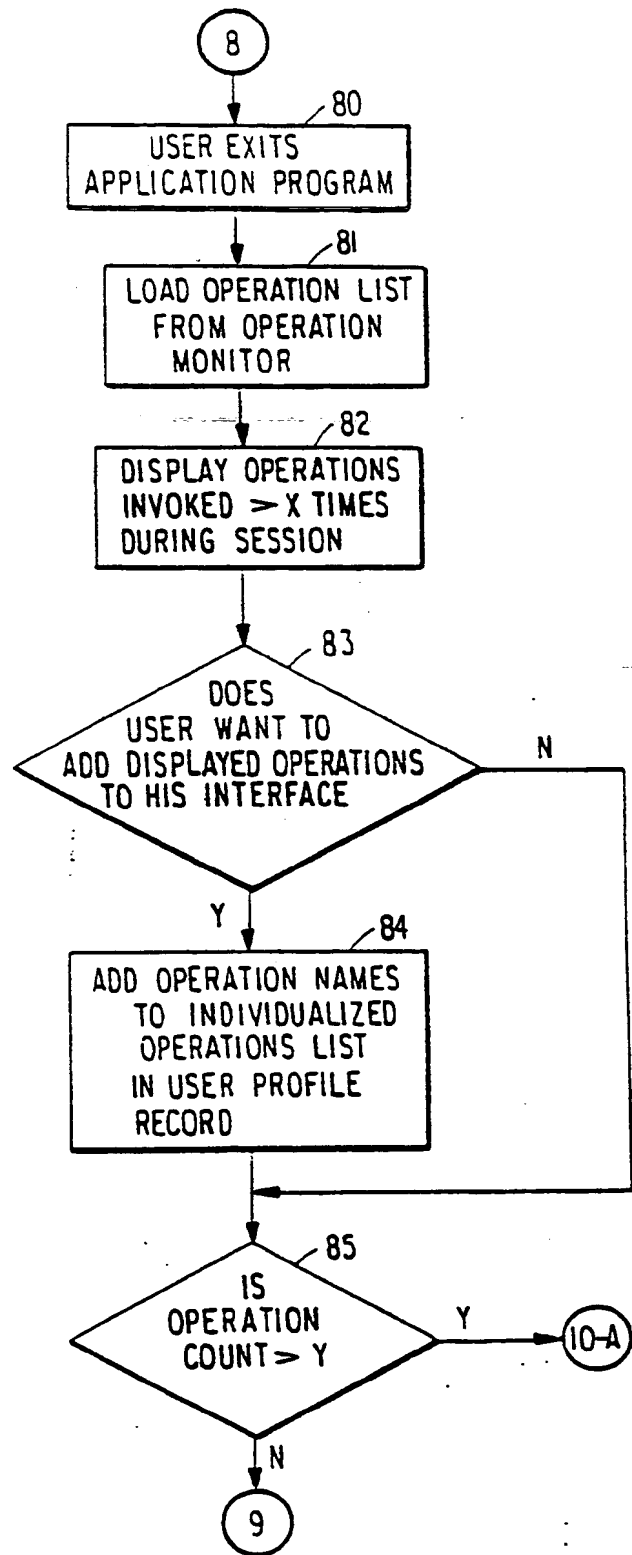 8
80
USER EXITS
APPLICATION PROGRAM
81
LOAD OPERATION LIST
FROM OPERATION
MONITOR
82
DISPLAY OPERATIONS
INVOKED > X TIMES
DURING SESSION
83
DOES
USER WANT TO
ADD DISPLAYED OPERATIONS
TO HIS INTERFACE
N
Y
84
ADD OPERATION NAMES
TO INDIVIDUALIZED
OPERATIONS LIST
IN USER PROFILE
RECORD
85
IS
OPERATION
COUNT > Y
Y
10-A
N
9